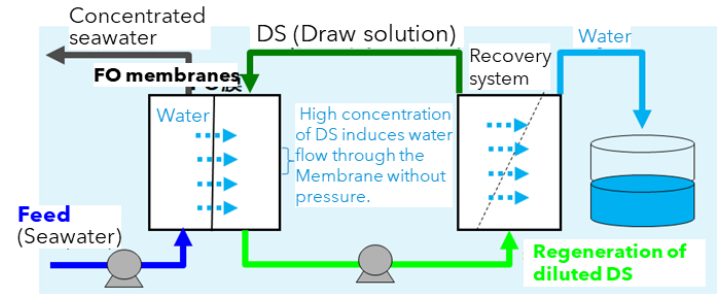 Concentrated
seawater
DS (Draw solution)
Recovery
system
Water
FO membranes
膜
Water
High concentration
of DS induces water
flow through the
Membrane without
pressure.
Feed
(Seawater)
Regeneration of
diluted DS